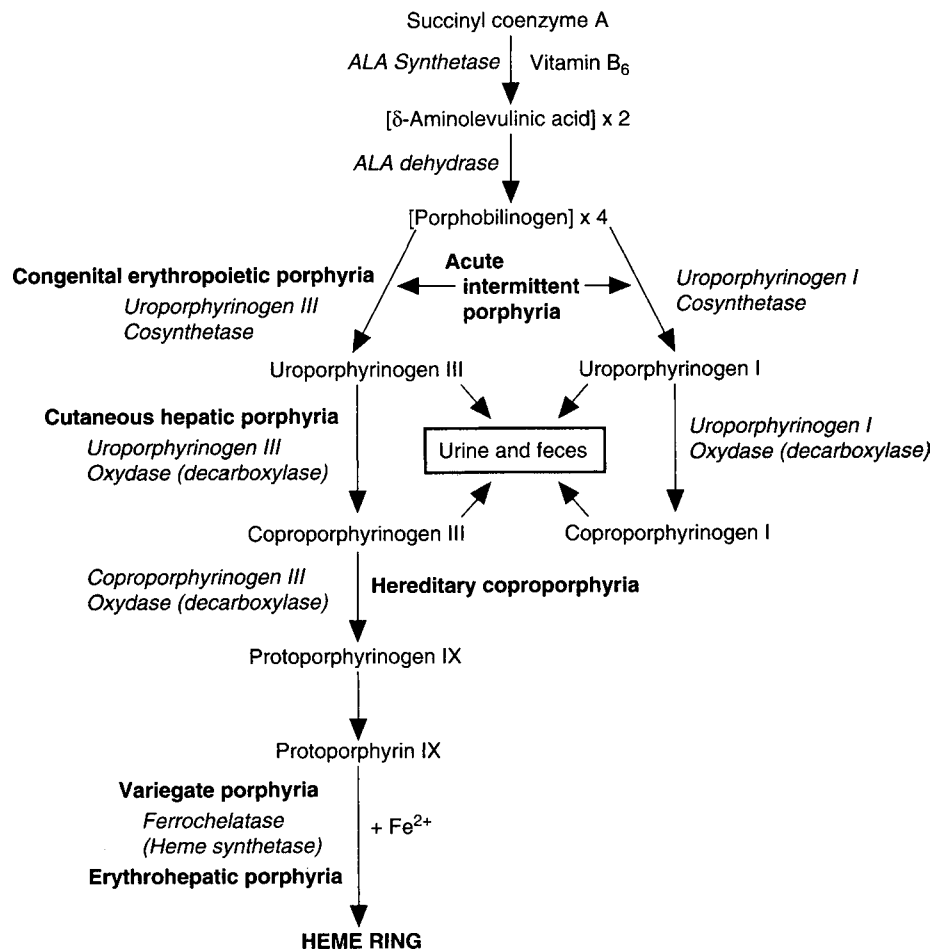 Succinyl coenzyme A
ALA Synthetase
Vitamin B6
[δ-Aminolevulinic acid] x 2
ALA dehydrase
[Porphobilinogen] x 4
Congenital erythropoietic porphyria
Uroporphyrinogen III
Cosynthetase
Acute
intermittent
porphyria
Uroporphyrinogen I
Cosynthetase
Uroporphyrinogen III
Uroporphyrinogen I
Cutaneous hepatic porphyria
Uroporphyrinogen III
Oxydase (decarboxylase)
Urine and feces
Uroporphyrinogen I
Oxydase (decarboxylase)
Coproporphyrinogen III
Coproporphyrinogen I
Coproporphyrinogen III
Oxydase (decarboxylase)
Hereditary coproporphyria
Protoporphyrinogen IX
Protoporphyrin IX
Variegate porphyria
Ferrochelatase
(Heme synthetase)
+ Fe2+
Erythrohepatic porphyria
HEME RING